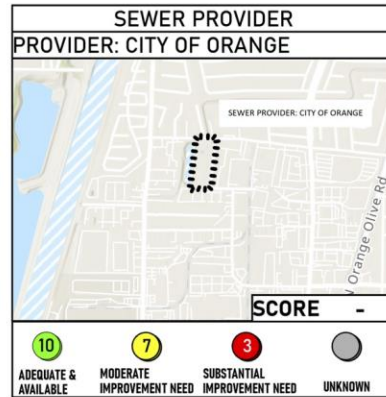 SEWER PROVIDER
PROVIDER: CITY OF ORANGE
SEWER PROVIDER: CITY OF ORANGE
N Orange Olive Rd
SCORE -
10
7
3
ADEQUATE &
AVAILABLE
MODERATE
IMPROVEMENT NEED
SUBSTANTIAL
IMPROVEMENT NEED
UNKNOWN